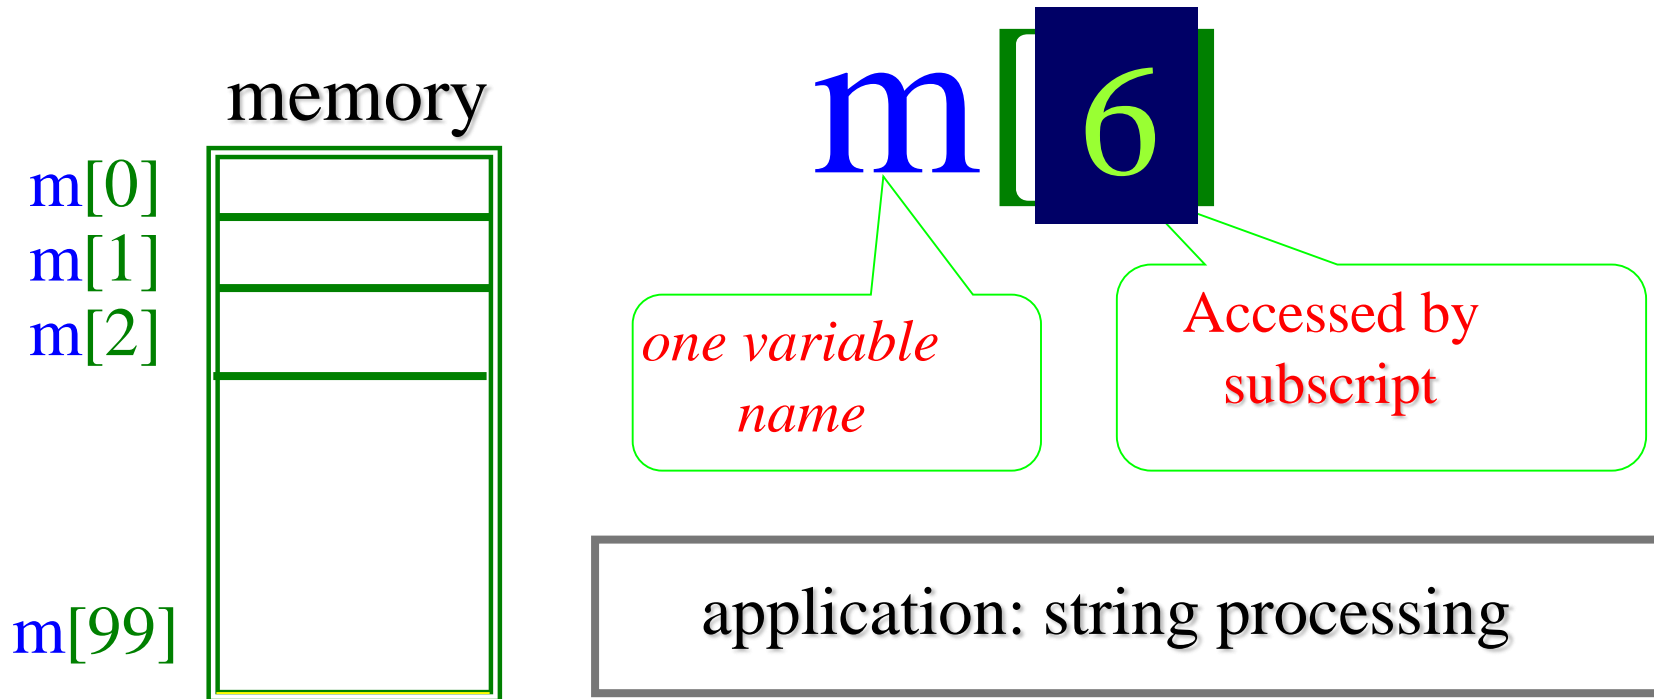 memory
m[0]
m[1]
m[2]
m[99]
m[6]
one variable
name
Accessed by
subscript
application: string processing